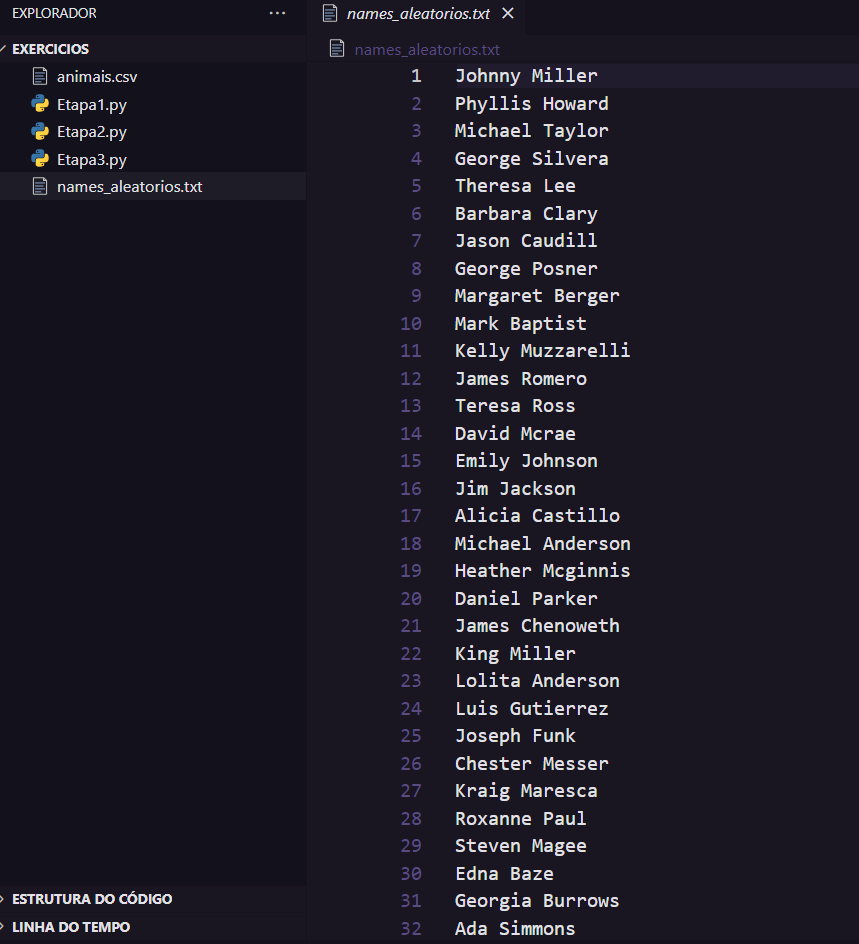 EXPLORADOR
EXERCICIOS
animais.csv
Etapa1.py
Etapa2.py
Etapa3.py
names_aleatorios.txt
ESTRUTURA DO CÓDIGO
LINHA DO TEMPO
names_aleatorios.txt
names_aleatorios.txt
1 Johnny Miller
2 Phyllis Howard
3 Michael Taylor
4 George Silvera
5 Theresa Lee
6 Barbara Clary
7 Jason Caudill
8 George Posner
9 Margaret Berger
10 Mark Baptist
11 Kelly Muzzarelli
12 James Romero
13 Teresa Ross
14 David Mcrae
15 Emily Johnson
16 Jim Jackson
17 Alicia Castillo
18 Michael Anderson
19 Heather Mcginnis
20 Daniel Parker
21 James Chenoweth
22 King Miller
23 Lolita Anderson
24 Luis Gutierrez
25 Joseph Funk
26 Chester Messer
27 Kraig Maresca
28 Roxanne Paul
29 Steven Magee
30 Edna Baze
31 Georgia Burrows
32 Ada Simmons